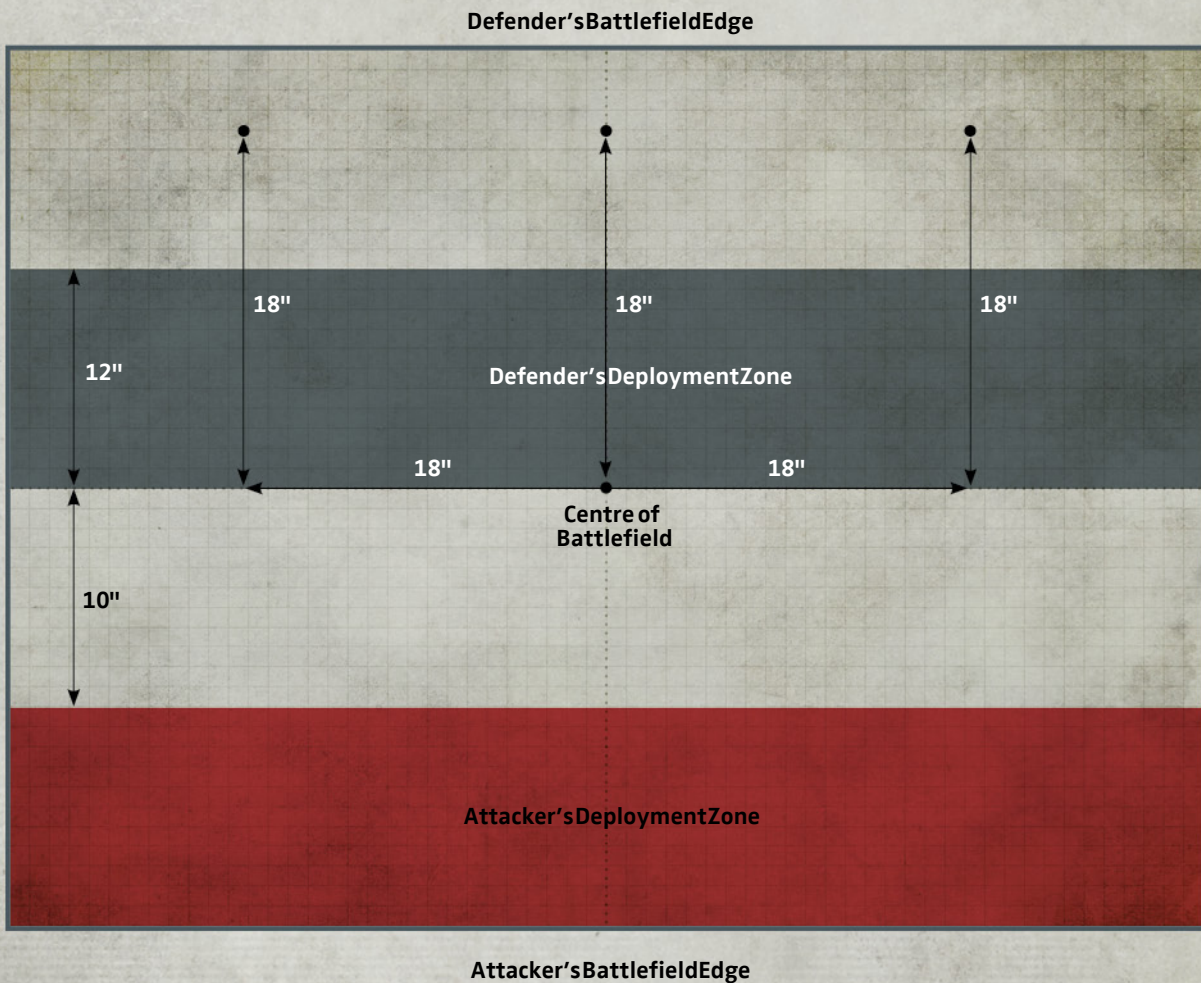 Defender'sBattlefieldEdge
18"
18"
18"
12"
Defender'sDeploymentZone
18"
18"
Centre of
Battlefield
10"
Attacker'sDeploymentZone
Attacker'sBattlefieldEdge